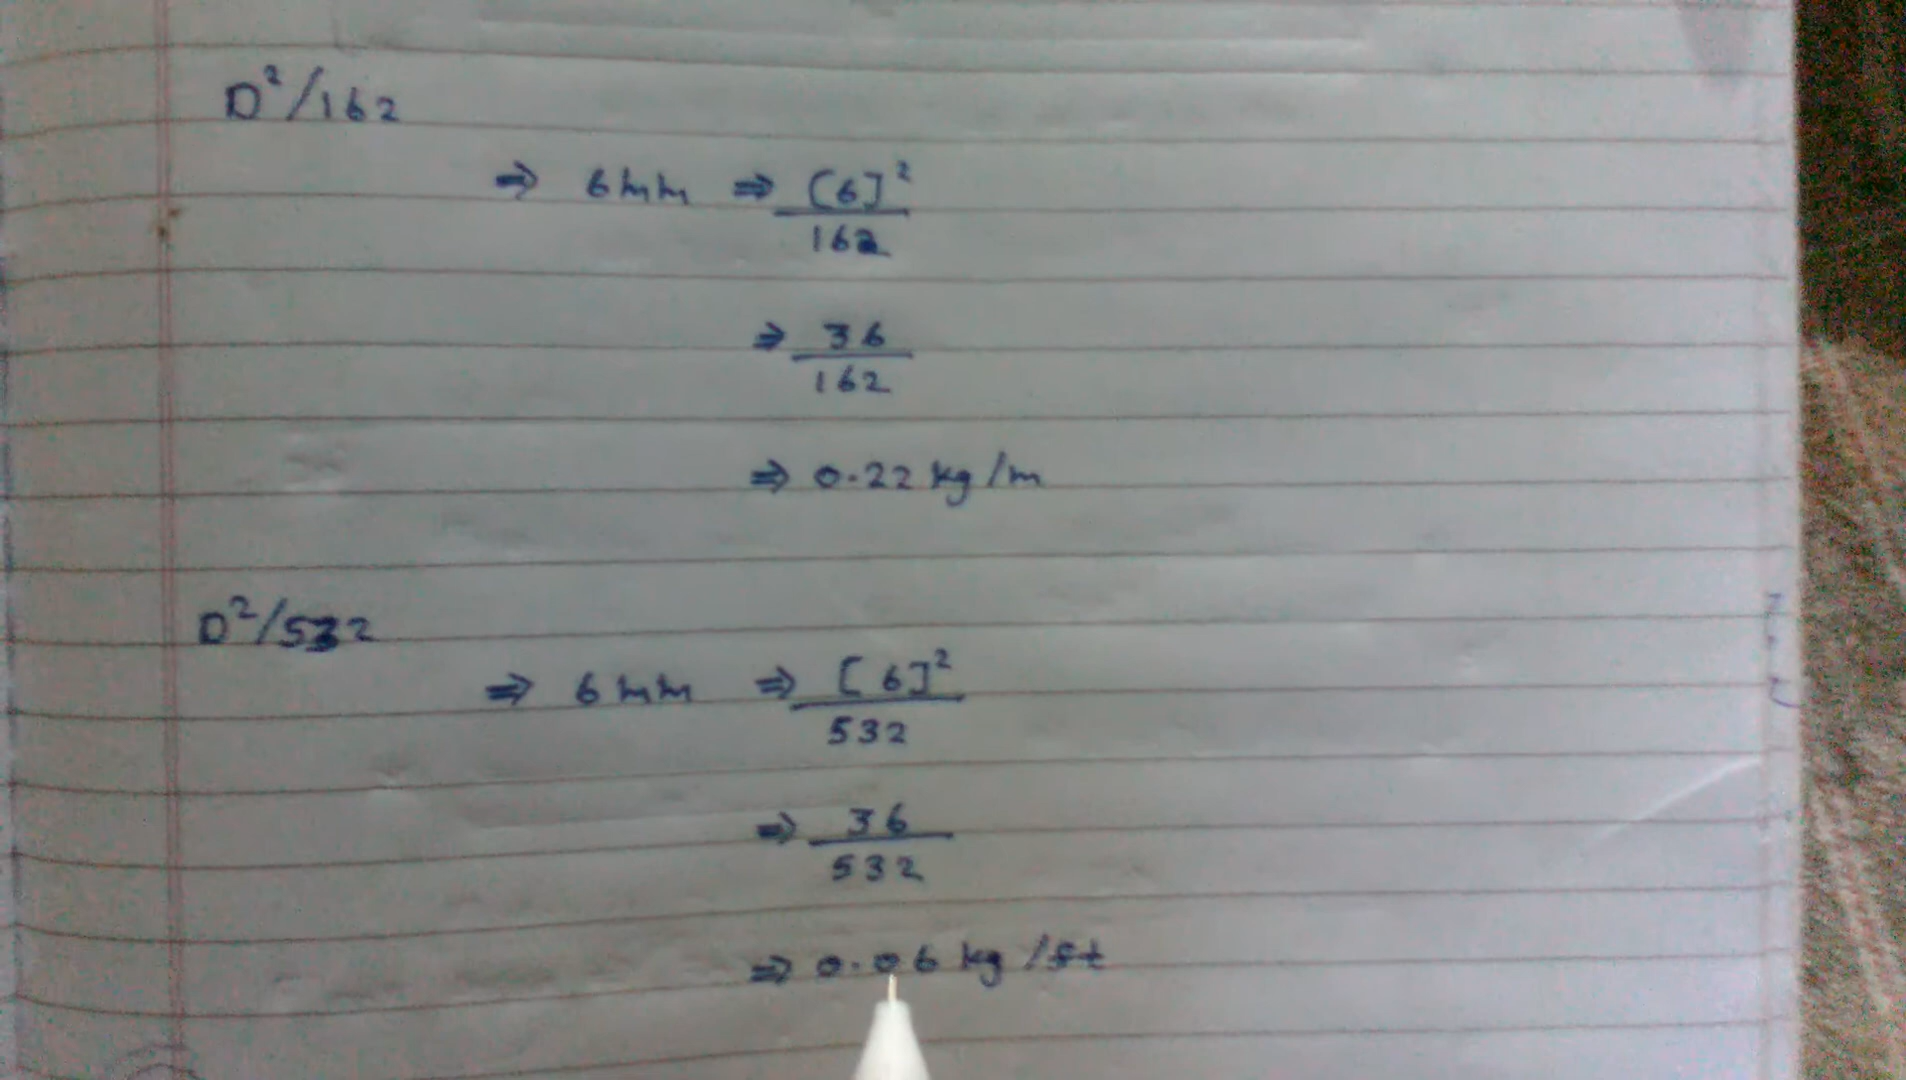 D²/162
⇒ 6mm ⇒ [6]²
162
⇒ 36
162
⇒ 0.22 kg/m
D²/532
⇒ 6mm ⇒ [6]²
532
⇒ 36
532
⇒ 0.06 kg/ft